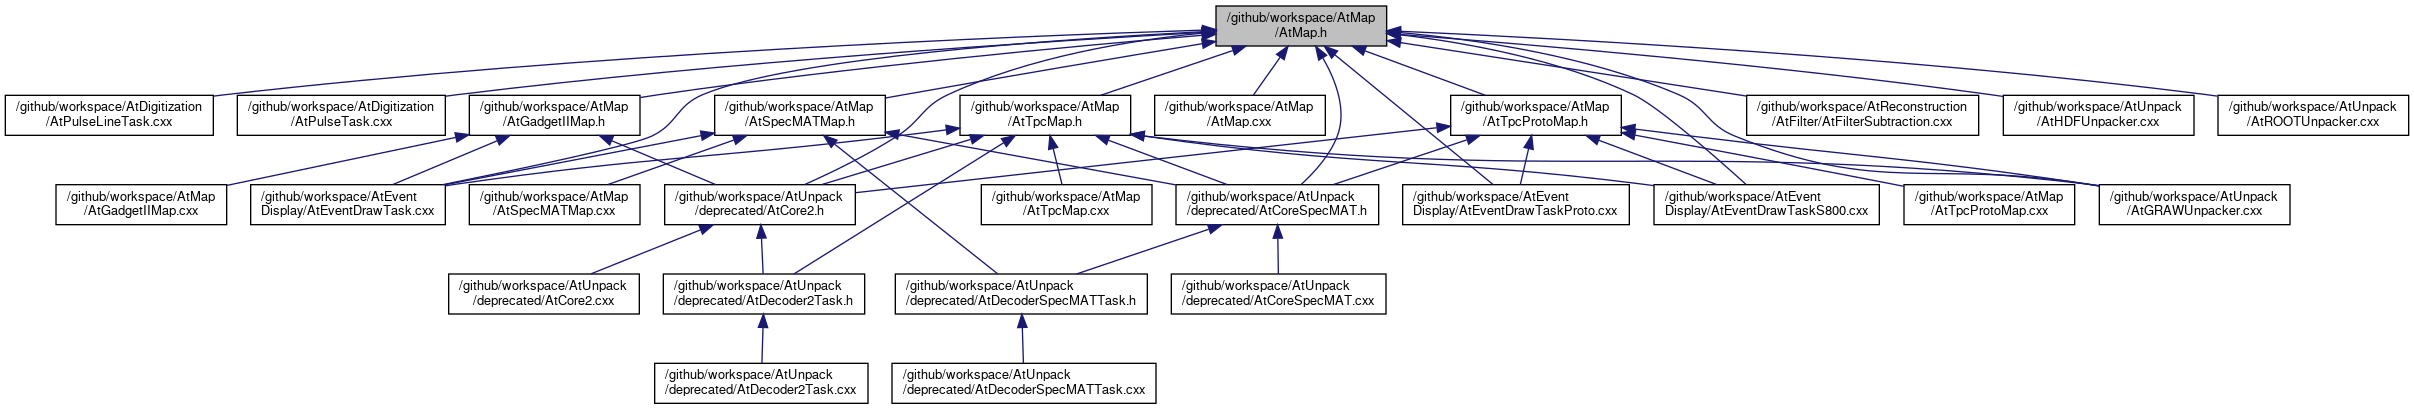 /github/workspace/AtMap
/AtMap.h
/github/workspace/AtDigitization
/AtPulseLineTask.cxx
/github/workspace/AtDigitization
/AtPulseTask.cxx
/github/workspace/AtMap
/AtGadgetIIMap.h
/github/workspace/AtMap
/AtSpecMATMap.h
/github/workspace/AtMap
/AtTpcMap.h
/github/workspace/AtMap
/AtMap.cxx
/github/workspace/AtMap
/AtTpcProtoMap.h
/github/workspace/AtReconstruction
/AtFilter/AtFilterSubtraction.cxx
/github/workspace/AtUnpack
/AtHDFUnpacker.cxx
/github/workspace/AtUnpack
/AtROOTUnpacker.cxx
/github/workspace/AtMap
/AtGadgetIIMap.cxx
/github/workspace/AtEvent
Display/AtEventDrawTask.cxx
/github/workspace/AtMap
/AtSpecMATMap.cxx
/github/workspace/AtUnpack
/deprecated/AtCore2.h
/github/workspace/AtMap
/AtTpcMap.cxx
/github/workspace/AtUnpack
/deprecated/AtCoreSpecMAT.h
/github/workspace/AtEvent
Display/AtEventDrawTaskProto.cxx
/github/workspace/AtEvent
Display/AtEventDrawTaskS800.cxx
/github/workspace/AtMap
/AtTpcProtoMap.cxx
/github/workspace/AtUnpack
/AtGRAWUnpacker.cxx
/github/workspace/AtUnpack
/deprecated/AtCore2.cxx
/github/workspace/AtUnpack
/deprecated/AtDecoder2Task.h
/github/workspace/AtUnpack
/deprecated/AtDecoderSpecMATTask.h
/github/workspace/AtUnpack
/deprecated/AtCoreSpecMAT.cxx
/github/workspace/AtUnpack
/deprecated/AtDecoder2Task.cxx
/github/workspace/AtUnpack
/deprecated/AtDecoderSpecMATTask.cxx